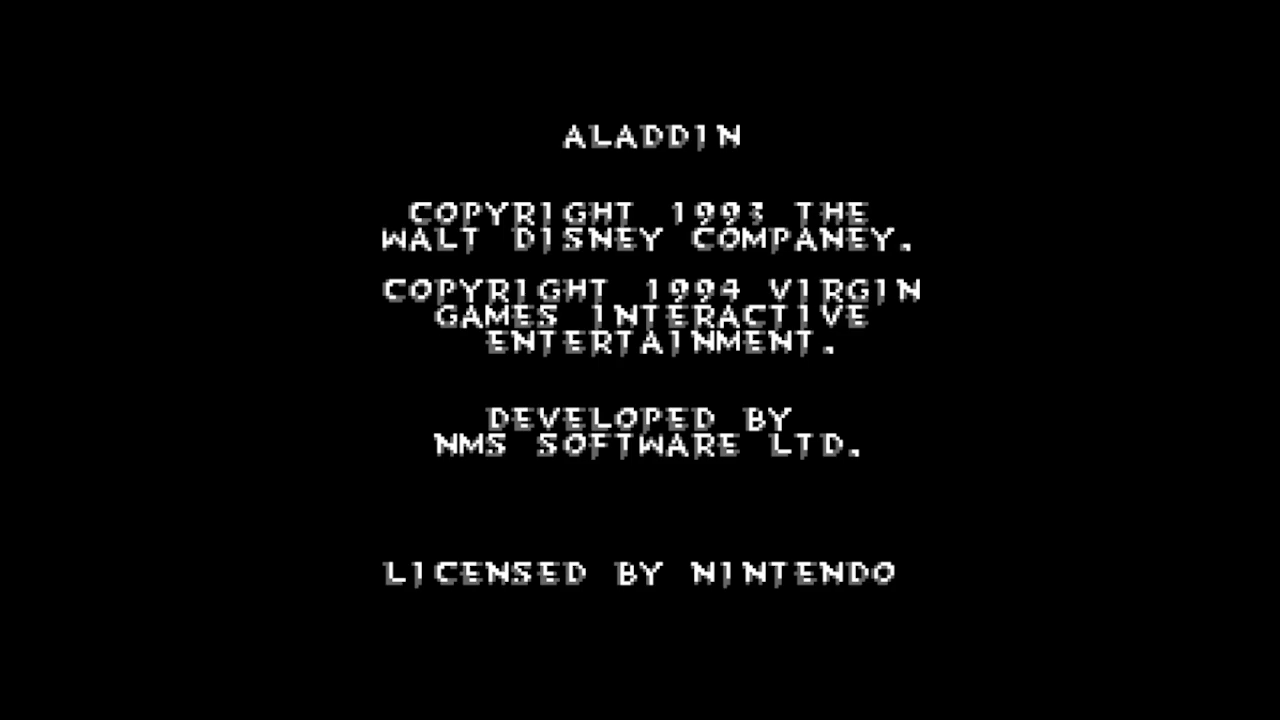 ALADDIN
COPYRIGHT 1993 THE
WALT DISNEY COMPANEY.
COPYRIGHT 1994 VIRGIN
GAMES INTERACTIVE
ENTERTAINMENT.
DEVELOPED BY
NMS SOFTWARE LTD.
LICENSED BY NINTENDO